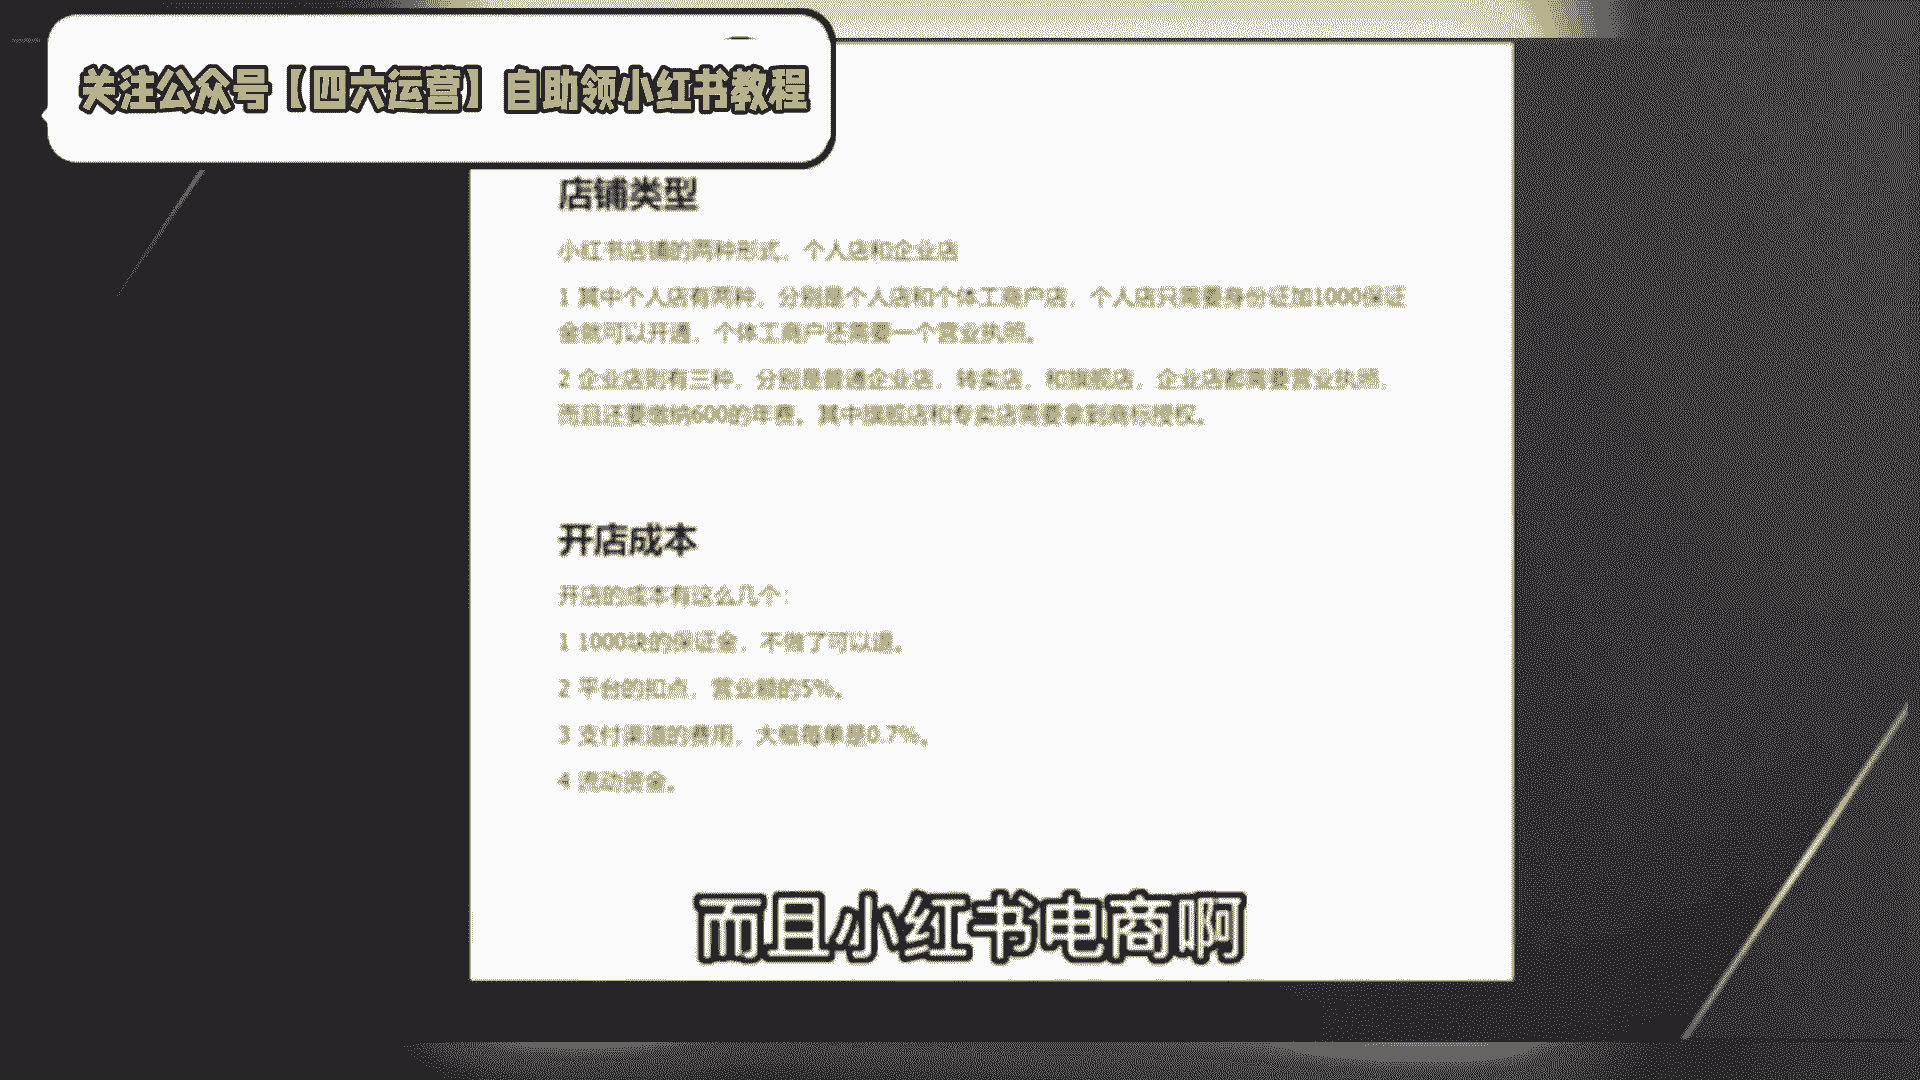 关注公众号【四六运营】自助领小红书教程
店铺类型
小红书店铺的两种形式，个人店和企业店
1 其中个人店有两种，分别是个人店和个体工商户店，个人店只需要身份证加1000保证
金就可以开通，个体工商户还需要一个营业执照。
2 企业店则有三种，分别是普通企业店，转卖店，和旗舰店，企业店都需要营业执照，
而且还要缴纳600的年费。其中旗舰店和专卖店需要拿到商标授权。
开店成本
开店的成本有这么几个：
1 1000块的保证金，不做了可以退。
2 平台的扣点，营业额的5%。
3 支付渠道的费用，大概每单是0.7%。
4 流动资金。
而且小红书电商啊